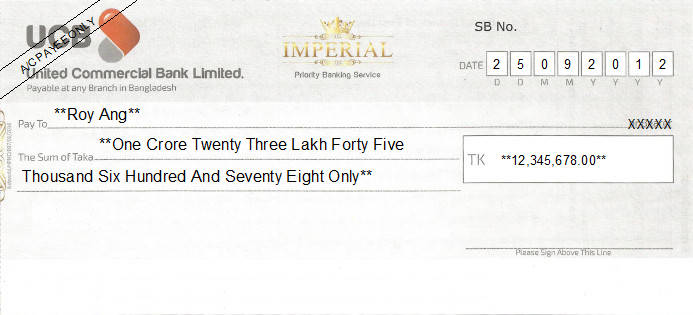 UCB
A/C PAYEE ONLY
United Commercial Bank Limited.
Payable at any Branch in Bangladesh
IMPERIAL
Priority Banking Service
SB No.
DATE 2 5 0 9 2 0 1 2
D D M M Y Y Y Y
Pay To **Roy Ang**
XXXXX
The Sum of Taka **One Crore Twenty Three Lakh Forty Five
Thousand Six Hundred And Seventy Eight Only**
TK **12,345,678.00**
Please Sign Above This Line